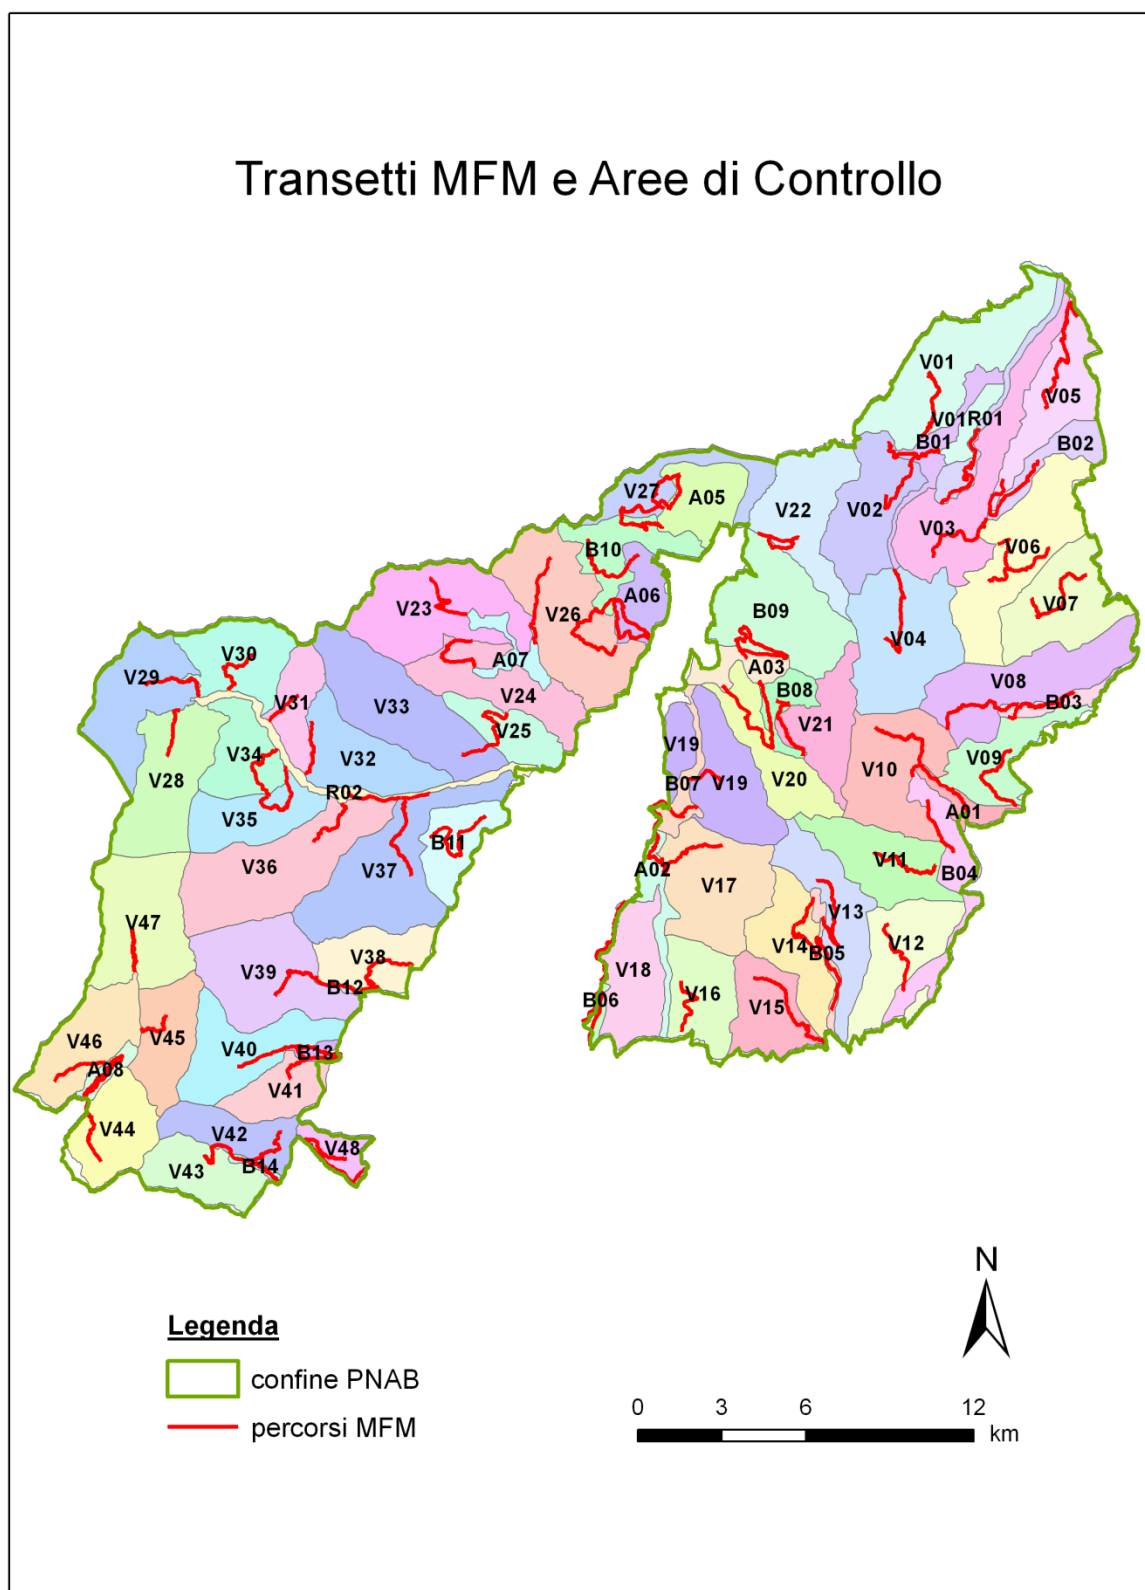 Transetti MFM e Aree di Controllo
V01
V05
V01
R01
B01
B02
V27
A05
V22
V02
V03
V06
B10
A06
V07
V23
V26
B09
V04
V30
A07
A03
V29
V24
B08
V08
V31
V33
V21
B03
V25
V19
V34
V28
V32
V20
V10
V09
B07
V19
R02
V35
A01
B11
V36
V37
A02
V17
V11
B04
V47
V13
V12
V38
V14
B05
V39
V18
B12
V16
V15
B06
V46
V45
V40
B13
A08
V41
V44
V42
V48
V43
B14
N
Legenda
confine PNAB
percorsi MFM
0 3 6 12
km